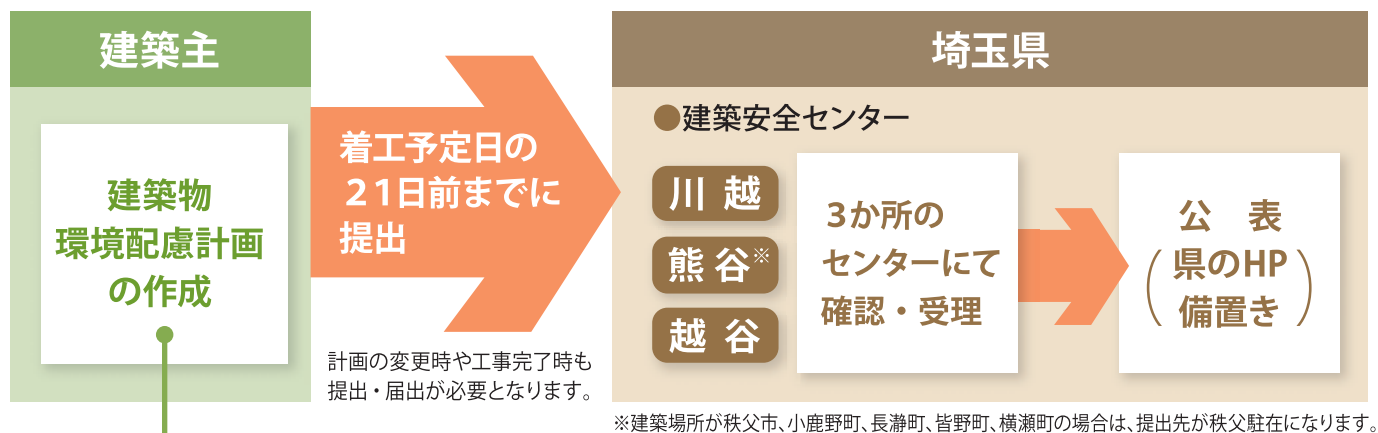 建築主
建築物
環境配慮計画
の作成
着工予定日の
21日前までに
提出
計画の変更時や工事完了時も
提出・届出が必要となります。
埼玉県
●建築安全センター
川越
熊谷※
越谷
3か所の
センターにて
確認・受理
公 表
(県のHP
備置き)
※建築場所が秩父市、小鹿野町、長瀞町、皆野町、横瀬町の場合は、提出先が秩父駐在になります。